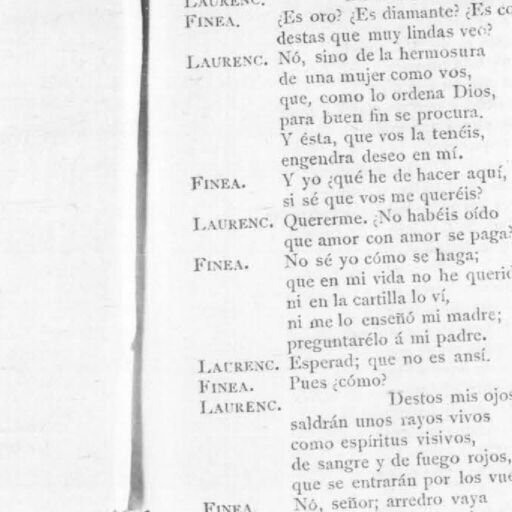 LAURENC.
FINEA. ¿Es oro? ¿Es diamante? ¿Es
destas que muy lindas veo?
LAURENC. Nó, sino de la hermosura
de una mujer como vos,
que, como lo ordena Dios,
para buen fin se procura.
Y ésta, que vos la tenéis,
engendra deseo en mí.
FINEA. Y yo ¿qué he de hacer aquí,
si sé que vos me queréis?
LAURENC. Quererme. ¿No habéis oído
que amor con amor se paga?
FINEA. No sé yo cómo se haga;
que en mi vida no he querid
ni en la cartilla lo ví,
ni me lo enseñó mi madre;
preguntarélo á mi padre.
LAURENC. Esperad; que no es ansí.
FINEA. Pues ¿cómo?
LAURENC. Destos mis ojos
saldrán unos rayos vivos
como espíritus visivos,
de sangre y de fuego rojos,
que se entrarán por los vue
FINEA. Nó, señor; arredro vaya